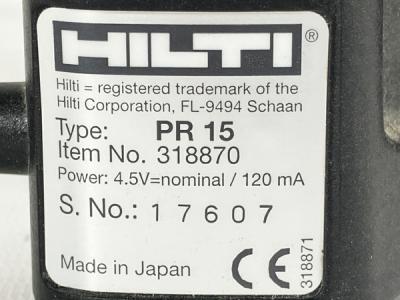 HILTI®
Hilti = registered trademark of the
Hilti Corporation, FL-9494 Schaan
Type: PR 15
Item No. 318870
Power: 4.5V=nominal / 120 mA
S. No.: 17607
Made in Japan CE
318871